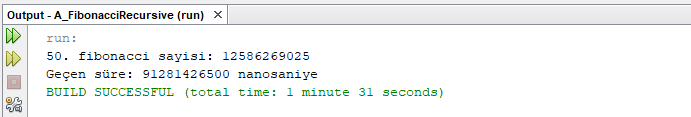 Output - A_FibonacciRecursive (run) X
run:
50. fibonacci sayisi: 12586269025
Geçen süre: 91281426500 nanosaniye
BUILD SUCCESSFUL (total time: 1 minute 31 seconds)